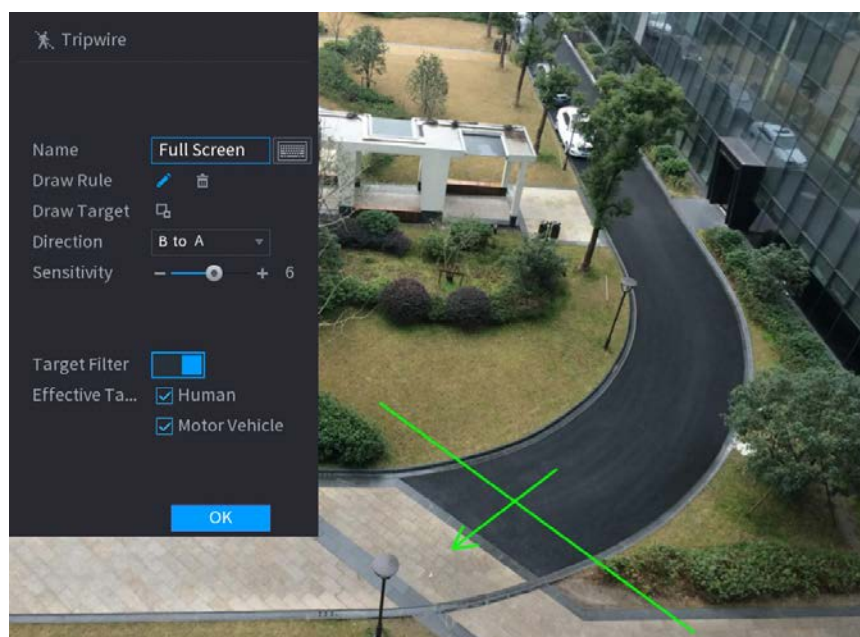 Tripwire
Name Full Screen
Draw Rule
Draw Target
Direction B to A
Sensitivity - + 6
Target Filter
Effective Ta... Human
Motor Vehicle
OK